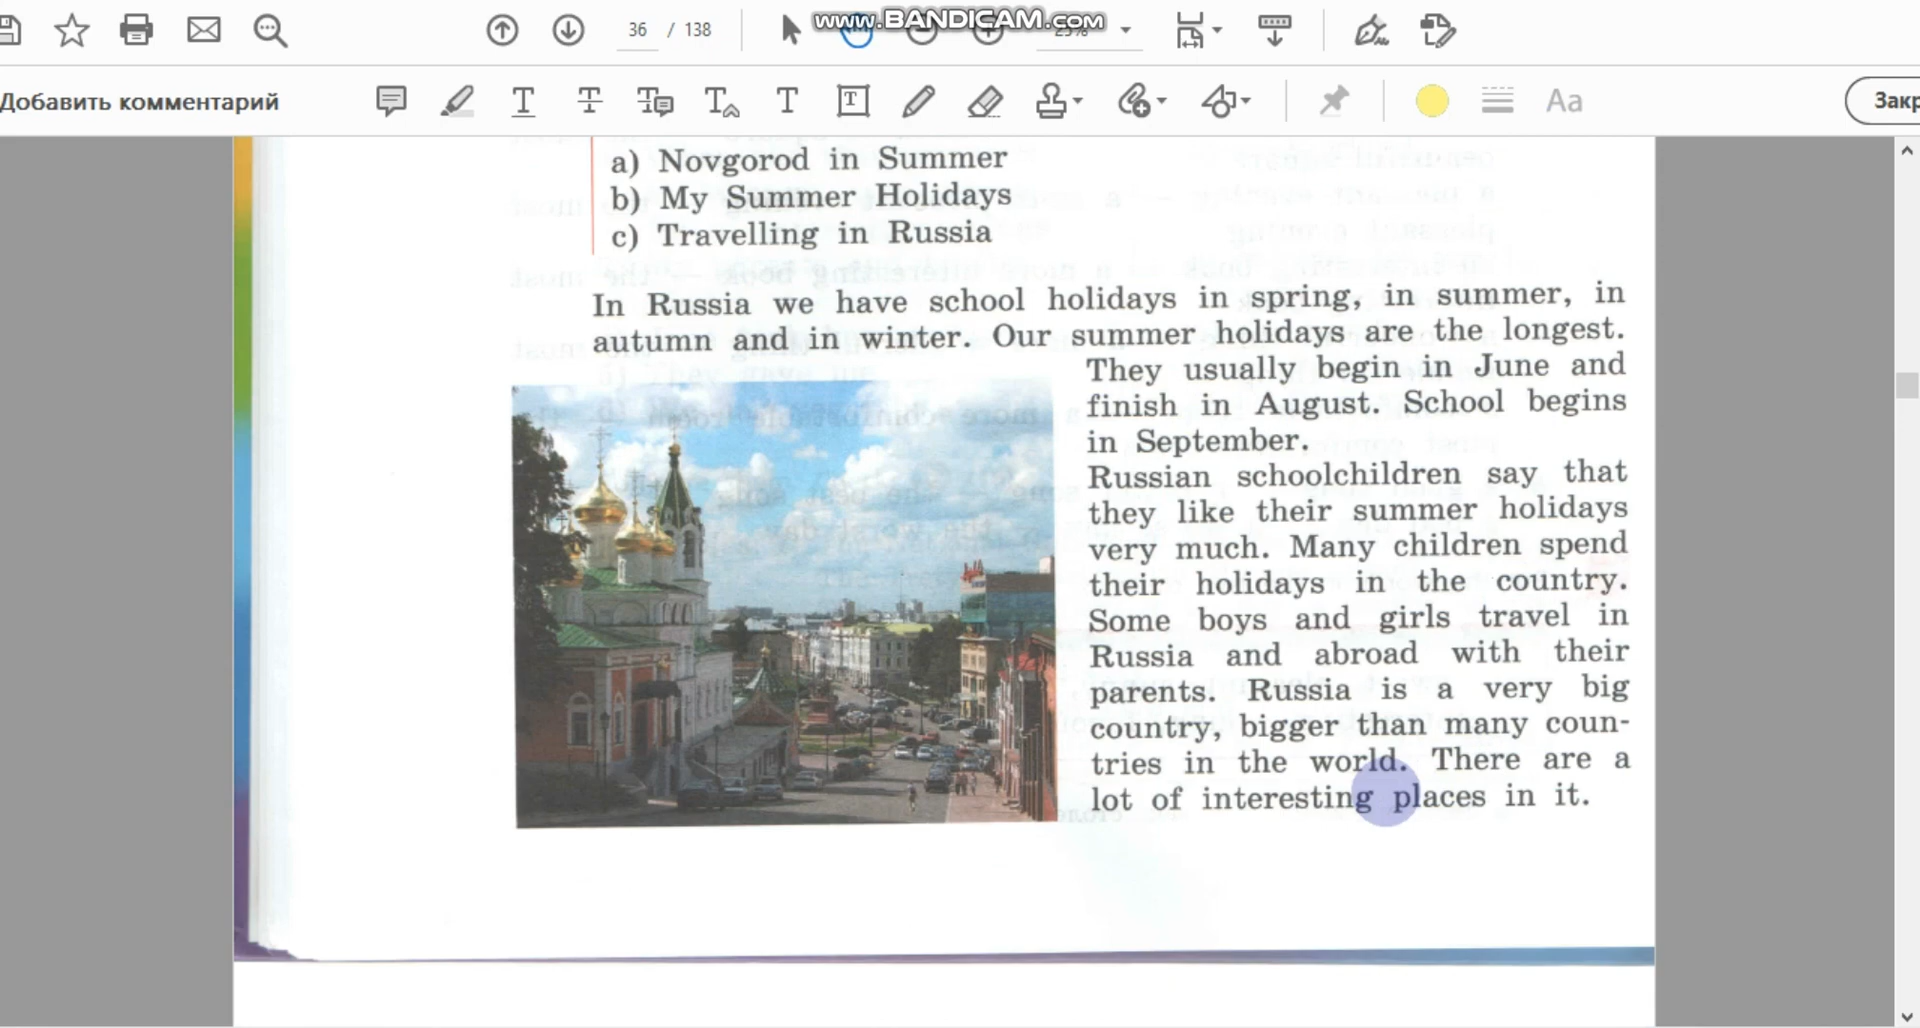 www.BANDICAM.com
36 / 138
Добавить комментарий
Aa
a) Novgorod in Summer
b) My Summer Holidays
c) Travelling in Russia
In Russia we have school holidays in spring, in summer, in
autumn and in winter. Our summer holidays are the longest.
They usually begin in June and
finish in August. School begins
in September.
Russian schoolchildren say that
they like their summer holidays
very much. Many children spend
their holidays in the country.
Some boys and girls travel in
Russia and abroad with their
parents. Russia is a very big
country, bigger than many coun-
tries in the world. There are a
lot of interesting places in it.